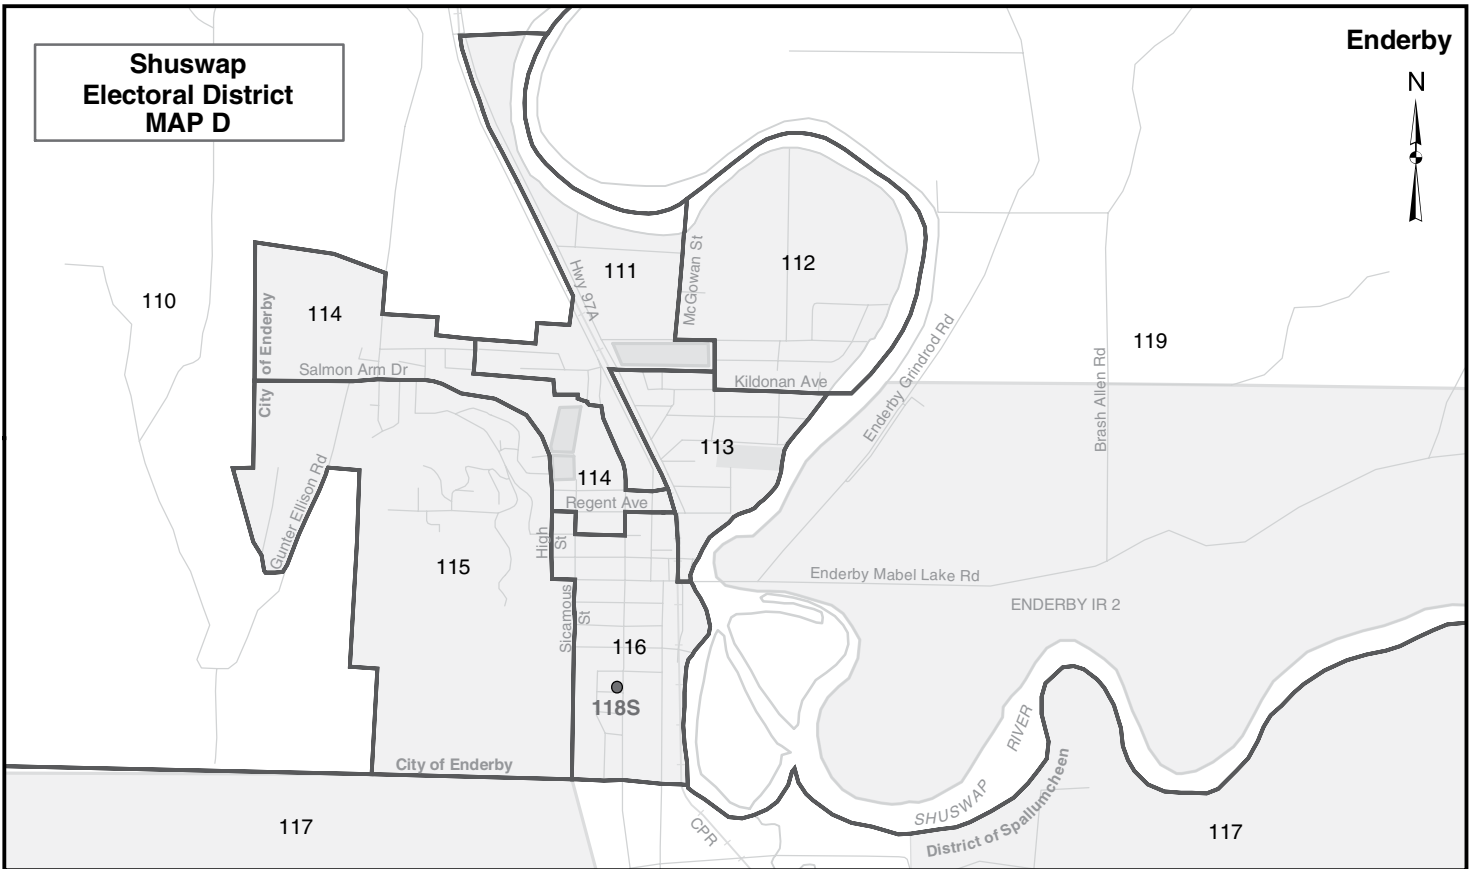 Shuswap
Electoral District
MAP D
Enderby
N
111
112
McGowan St
Hwy 97A
110
114
City of Enderby
119
Salmon Arm Dr
Kildonan Ave
Enderby Grindrod Rd
Brash Allen Rd
113
114
Gunter Ellison Rd
Regent Ave
High St
115
Enderby Mabel Lake Rd
ENDERBY IR 2
Sicamous St
116
118S
RIVER
City of Enderby
SHUSWAP
District of Spallumcheen
117
CPR
117